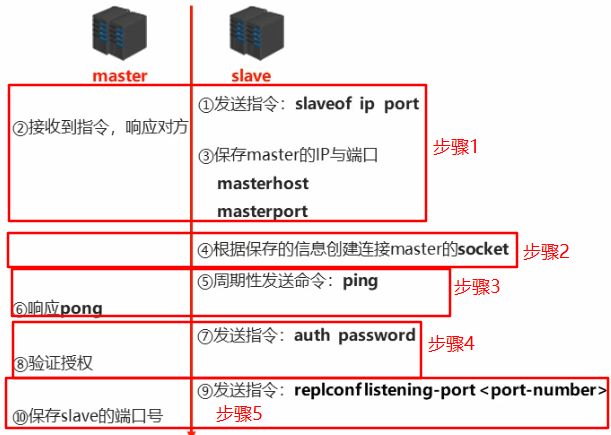 master slave
①发送指令：slaveof ip port
②接收到指令，响应对方
步骤1
③保存master的IP与端口
masterhost
masterport
④根据保存的信息创建连接master的socket 步骤2
⑤周期性发送命令：ping
步骤3
⑥响应pong
⑦发送指令：auth password
步骤4
⑧验证授权
⑨发送指令：replconf listening-port <port-number>
⑩保存slave的端口号 步骤5